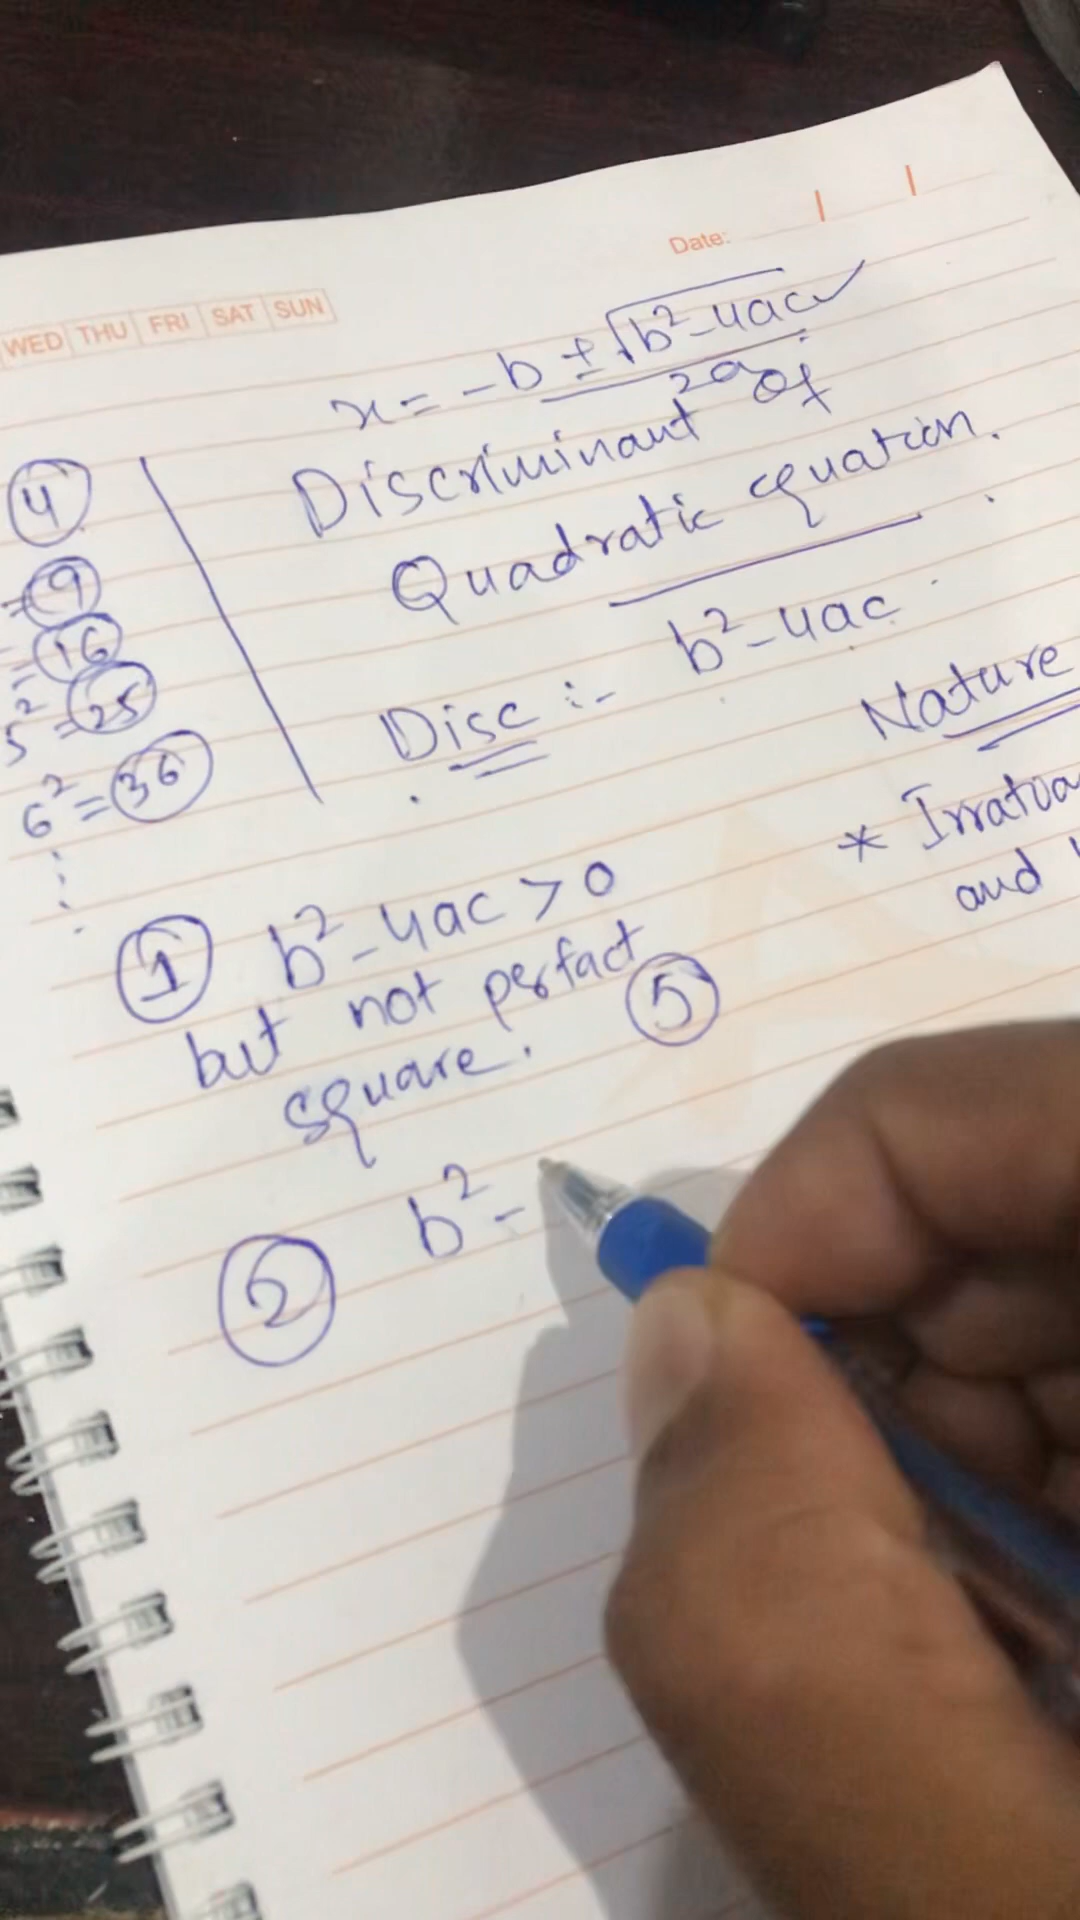 Date:
WED THU FRI SAT SUN
x = -b ± √b²-4ac
2a
Discriminant of
Quadratic equation.
4
= 9
= 16
5² = 25
6² = 36
Disc :- b²-4ac
Nature
* Irratioa
and
① b²-4ac > 0
but not perfact
square. ⑤
② b² -